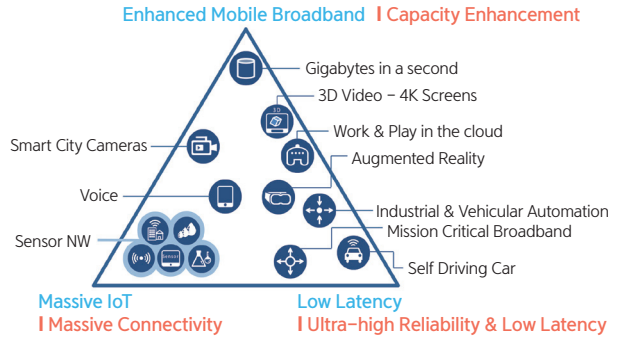 Enhanced Mobile Broadband I Capacity Enhancement
Gigabytes in a second
3D
3D Video – 4K Screens
Work & Play in the cloud
Smart City Cameras
Augmented Reality
Voice
Industrial & Vehicular Automation
Mission Critical Broadband
Sensor NW
SENSOR
Self Driving Car
Massive IoT
I Massive Connectivity
Low Latency
I Ultra-high Reliability & Low Latency